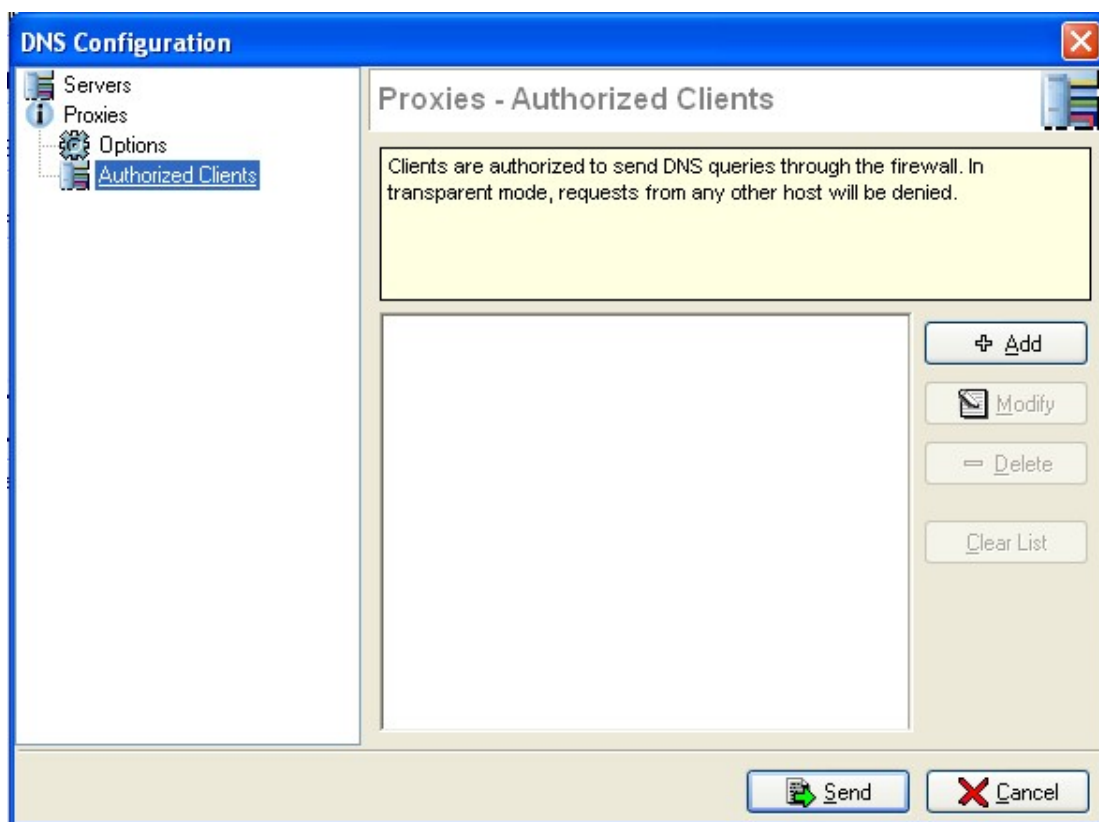 DNS Configuration
Servers
Proxies
Options
Authorized Clients
Proxies - Authorized Clients
Clients are authorized to send DNS queries through the firewall. In
transparent mode, requests from any other host will be denied.
Add
Modify
Delete
Clear List
Send
Cancel